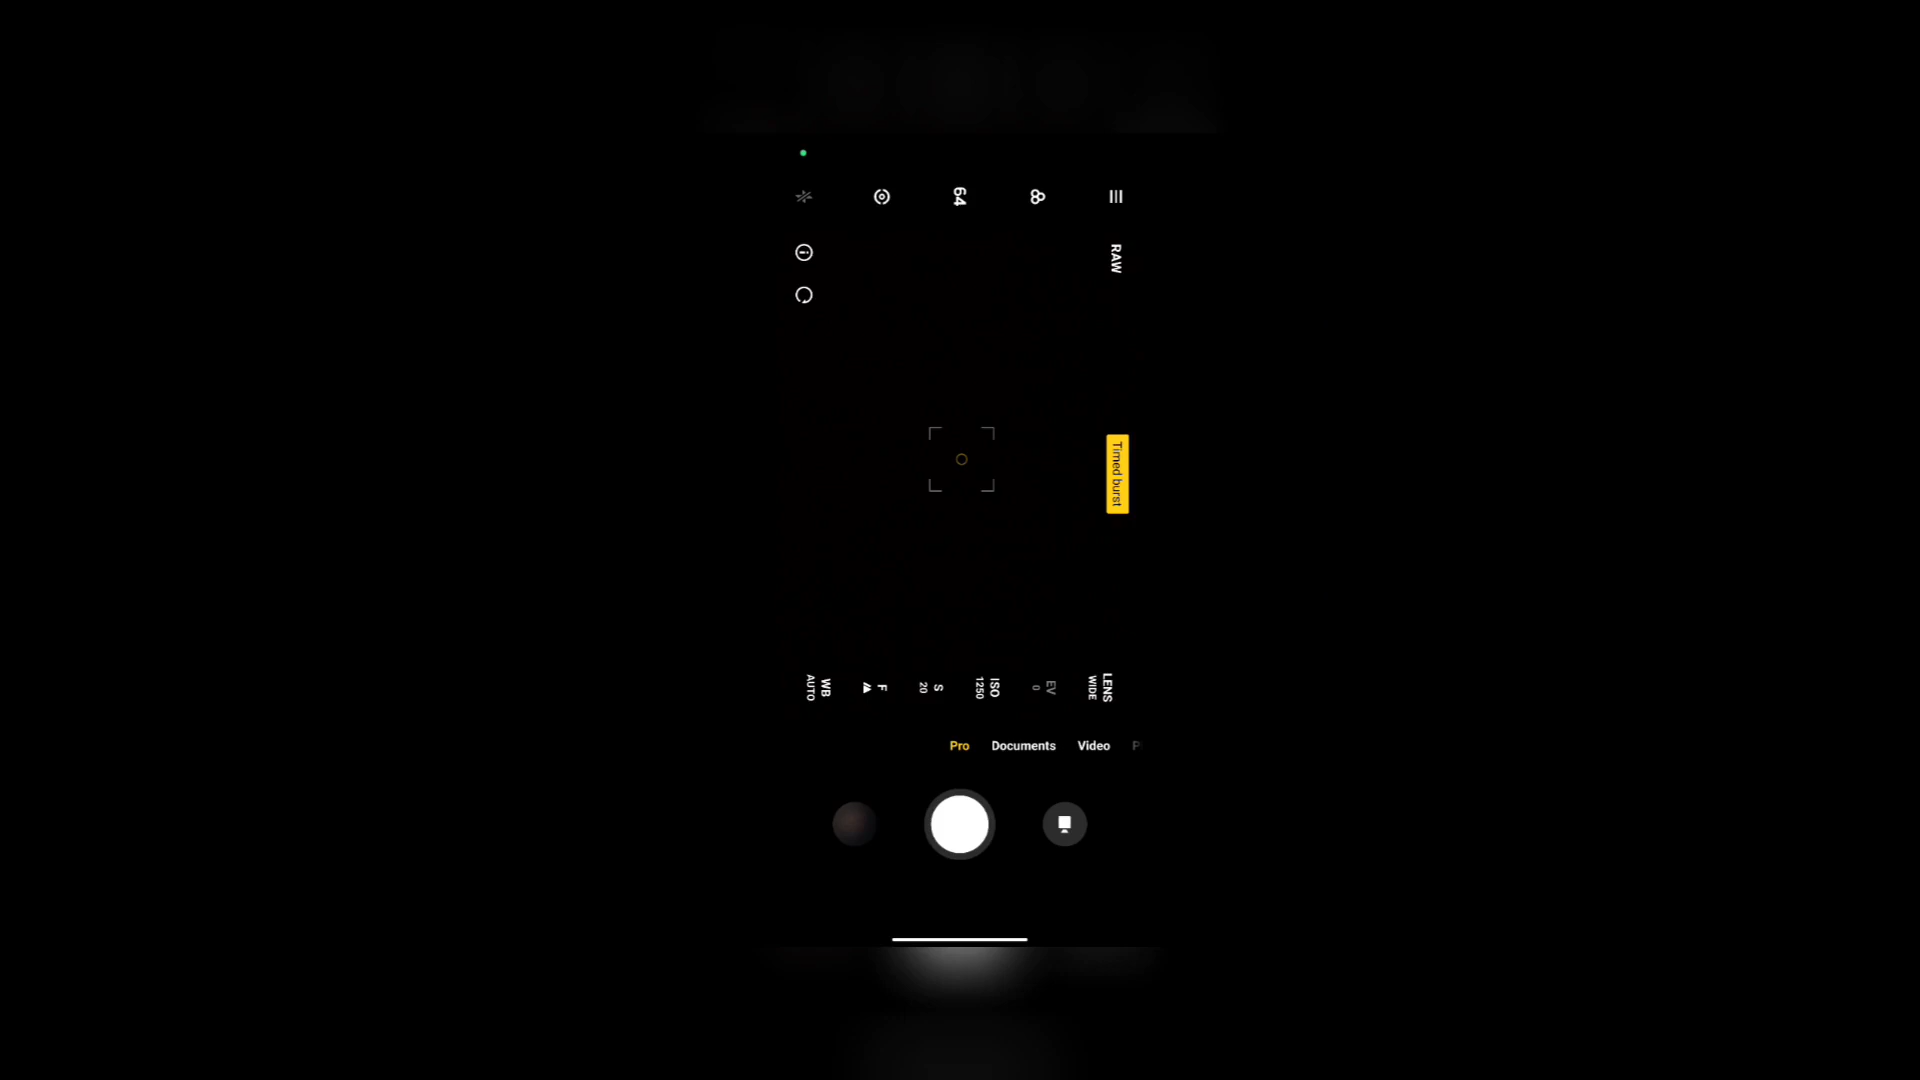 64
RAW
Timed burst
WB
AUTO
F
S
20
ISO
1250
EV
0
LENS
WIDE
Pro Documents Video P